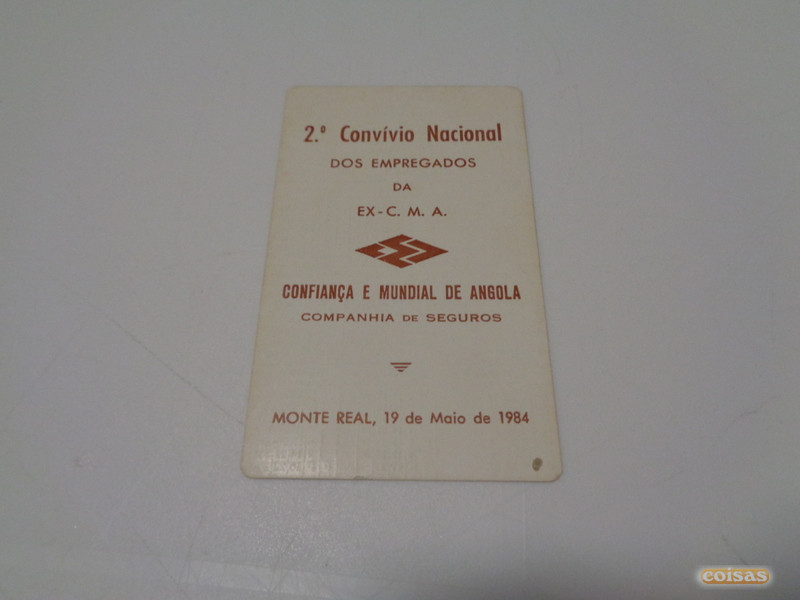 2.º Convívio Nacional
DOS EMPREGADOS
DA
EX-C. M. A.
CONFIANÇA E MUNDIAL DE ANGOLA
COMPANHIA DE SEGUROS
MONTE REAL, 19 de Maio de 1984
coisas